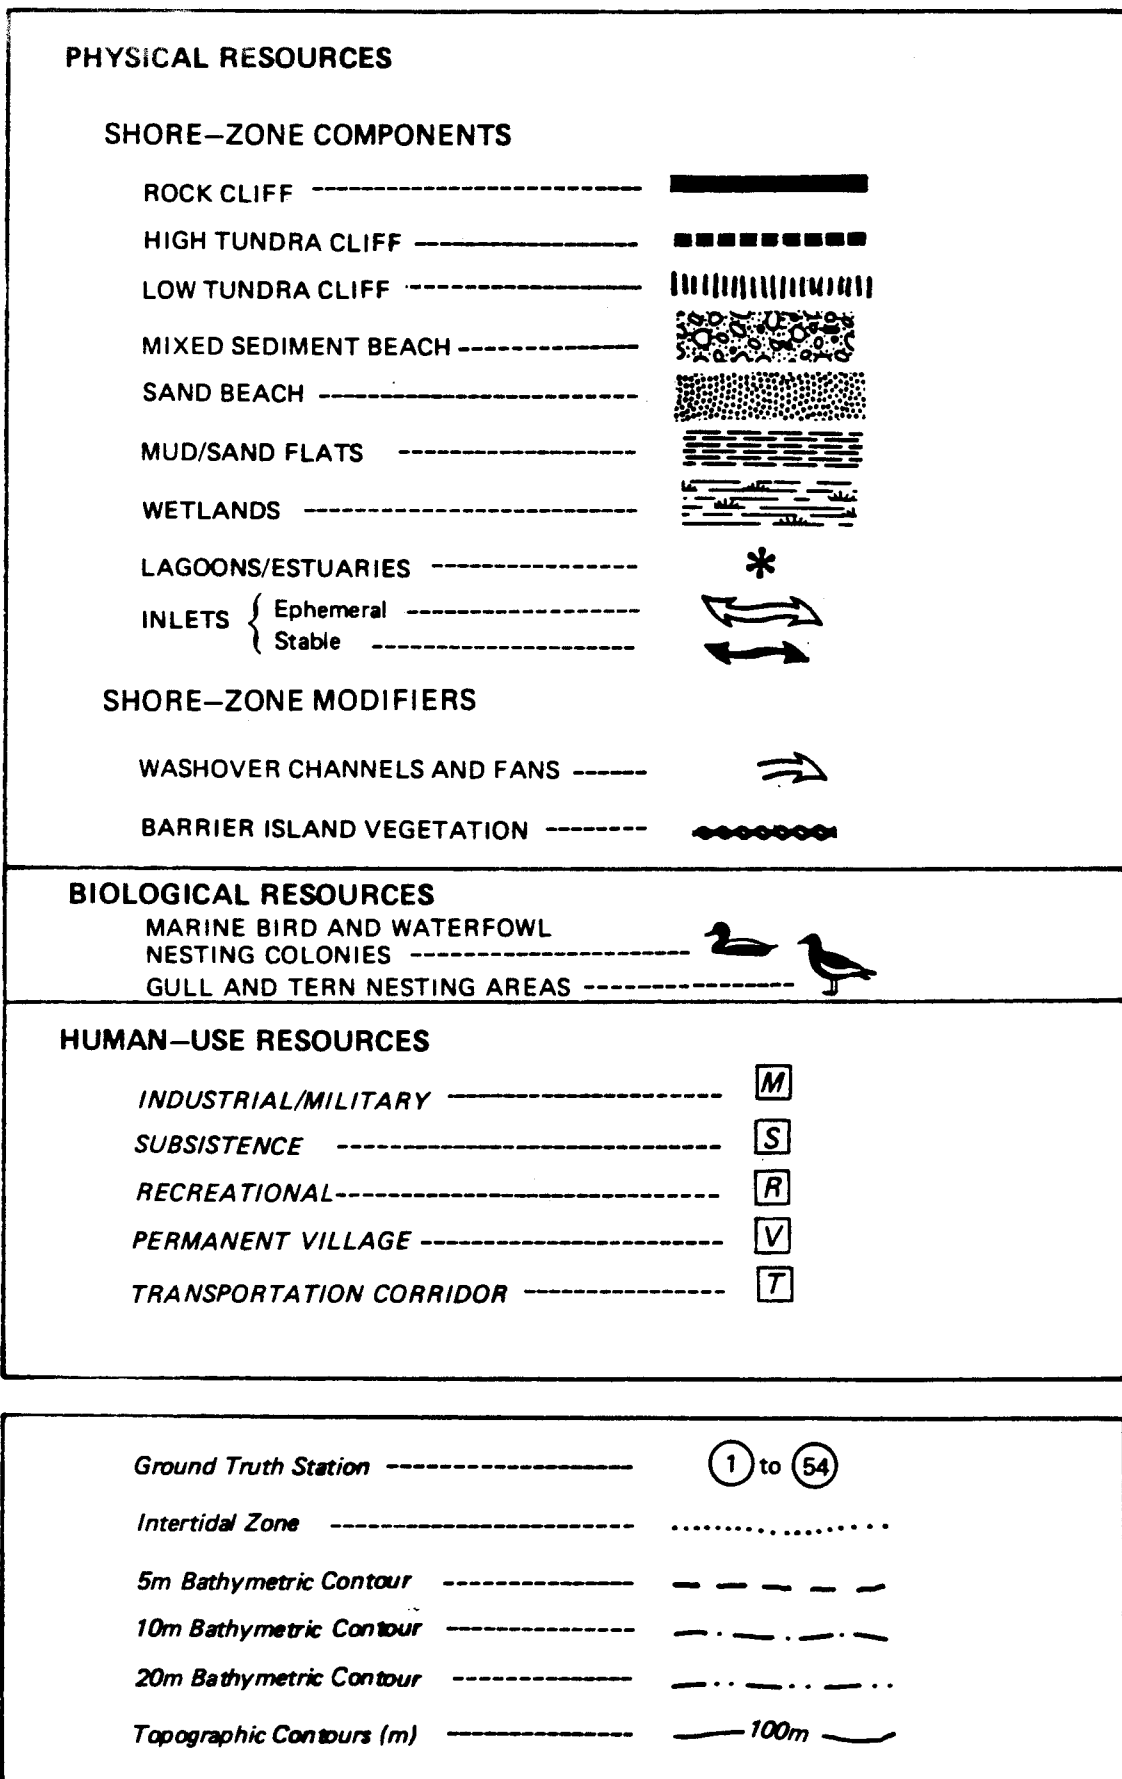 PHYSICAL RESOURCES
SHORE–ZONE COMPONENTS
ROCK CLIFF
HIGH TUNDRA CLIFF
LOW TUNDRA CLIFF
MIXED SEDIMENT BEACH
SAND BEACH
MUD/SAND FLATS
WETLANDS
LAGOONS/ESTUARIES
INLETS { Ephemeral
Stable
SHORE–ZONE MODIFIERS
WASHOVER CHANNELS AND FANS
BARRIER ISLAND VEGETATION
BIOLOGICAL RESOURCES
MARINE BIRD AND WATERFOWL
NESTING COLONIES
GULL AND TERN NESTING AREAS
HUMAN–USE RESOURCES
INDUSTRIAL/MILITARY M
SUBSISTENCE S
RECREATIONAL R
PERMANENT VILLAGE V
TRANSPORTATION CORRIDOR T
Ground Truth Station 1 to 54
Intertidal Zone
5m Bathymetric Contour
10m Bathymetric Contour
20m Bathymetric Contour
Topographic Contours (m) 100m